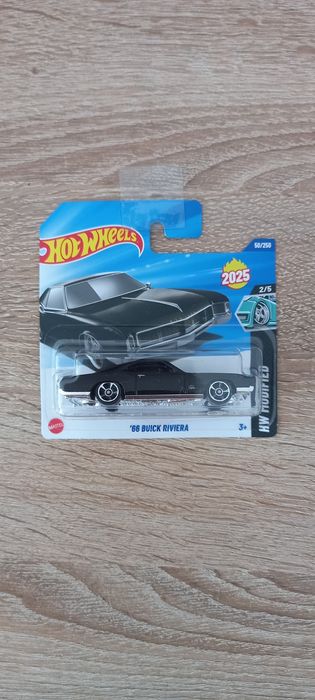 HOT WHEELS
50/250
2025
2/5
HW MODIFIED
MATTEL
'66 BUICK RIVIERA
3+